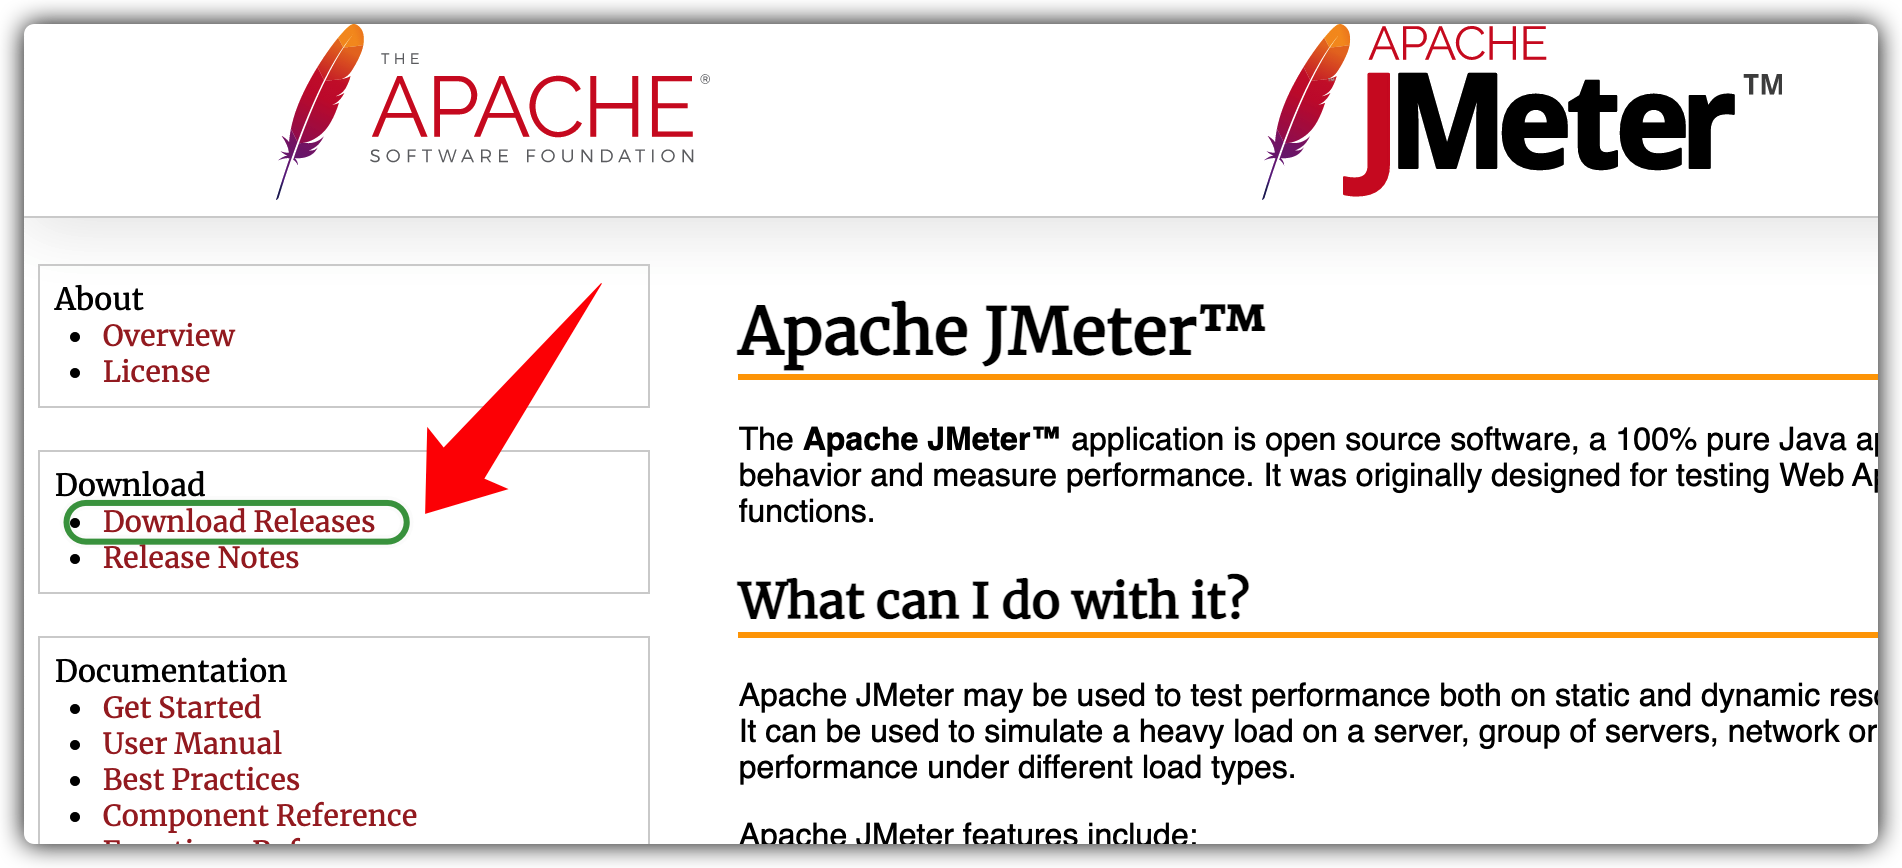 THE
APACHE®
SOFTWARE FOUNDATION
APACHE
JMeter™
About
• Overview
• License
Download
• Download Releases
• Release Notes
Documentation
• Get Started
• User Manual
• Best Practices
• Component Reference
Apache JMeter™
The Apache JMeter™ application is open source software, a 100% pure Java
behavior and measure performance. It was originally designed for testing Web
functions.
What can I do with it?
Apache JMeter may be used to test performance both on static and dynamic
It can be used to simulate a heavy load on a server, group of servers, network or
performance under different load types.
Apache JMeter features include: